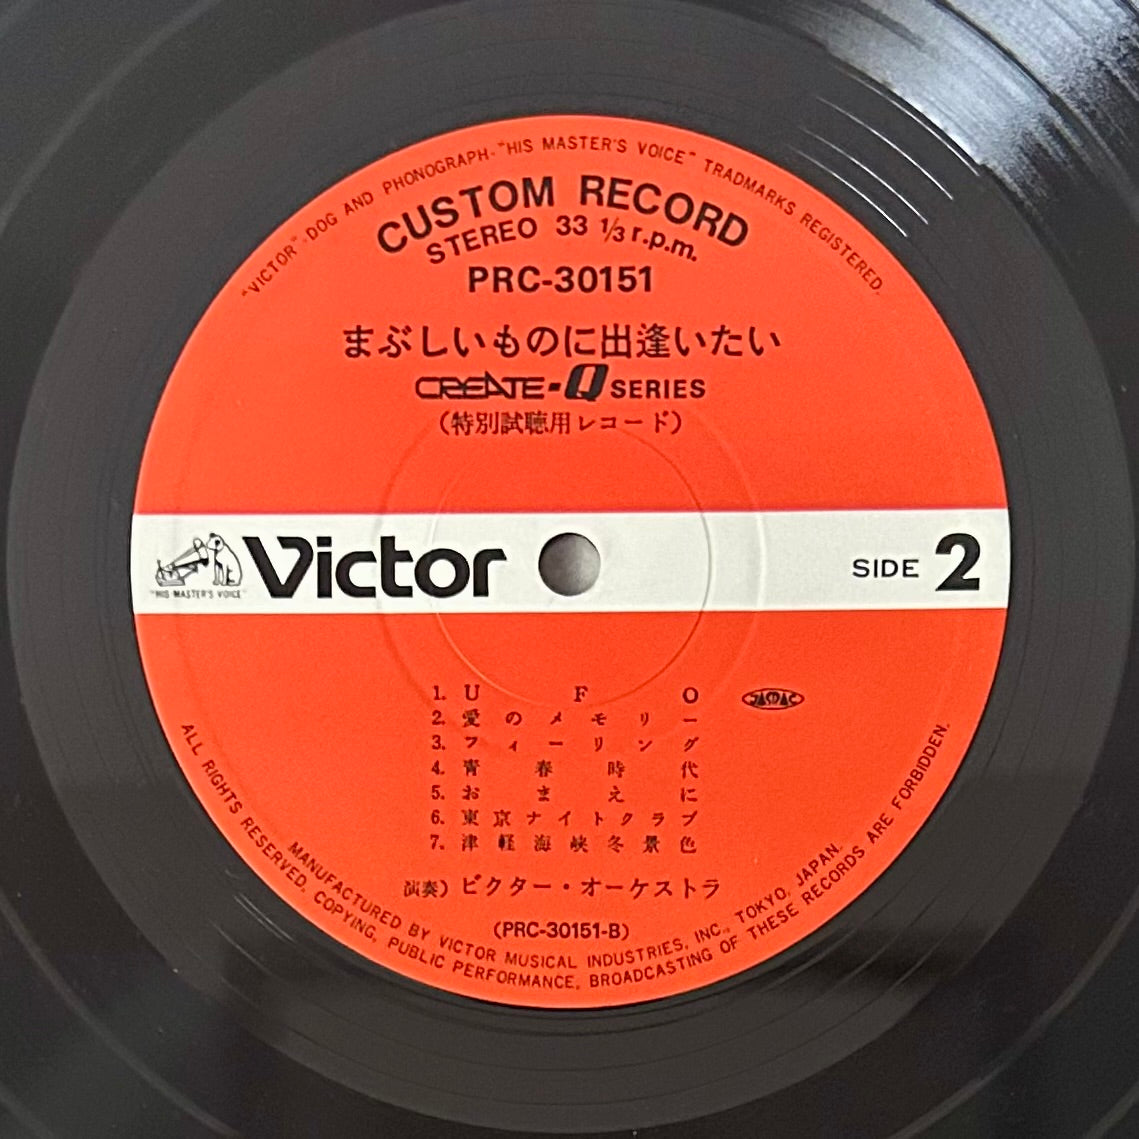 "VICTOR"-DOG AND PHONOGRAPH-"HIS MASTER'S VOICE" TRADMARKS REGISTERED.
CUSTOM RECORD
STEREO 33 1/3 r.p.m.
PRC-30151
まぶしいものに出逢いたい
CREATE-Q SERIES
（特別試聴用レコード）
"HIS MASTER'S VOICE"
Victor
SIDE 2
1. UFO
JASRAC
2. 愛のメモリー
3. フィーリング
4. 青春時代
5. おまえに
6. 東京ナイトクラブ
7. 津軽海峡冬景色
演奏）ビクター・オーケストラ
(PRC-30151-B)
MANUFACTURED BY VICTOR MUSICAL INDUSTRIES, INC., TOKYO, JAPAN.
ALL RIGHTS RESERVED. COPYING, PUBLIC PERFORMANCE, BROADCASTING OF THESE RECORDS ARE FORBIDDEN.